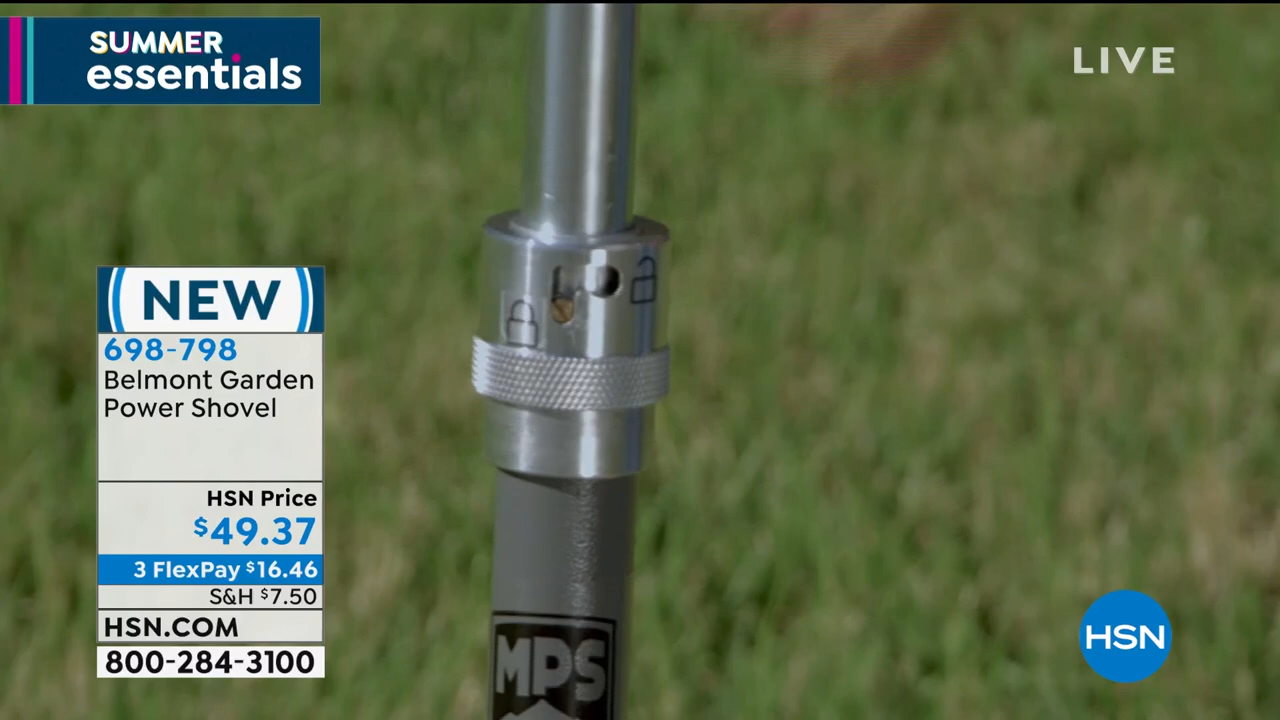 SUMMER
essentials
LIVE
NEW
698-798
Belmont Garden
Power Shovel
HSN Price
$49.37
3 FlexPay $16.46
S&H $7.50
HSN.COM
800-284-3100
MPS
HSN